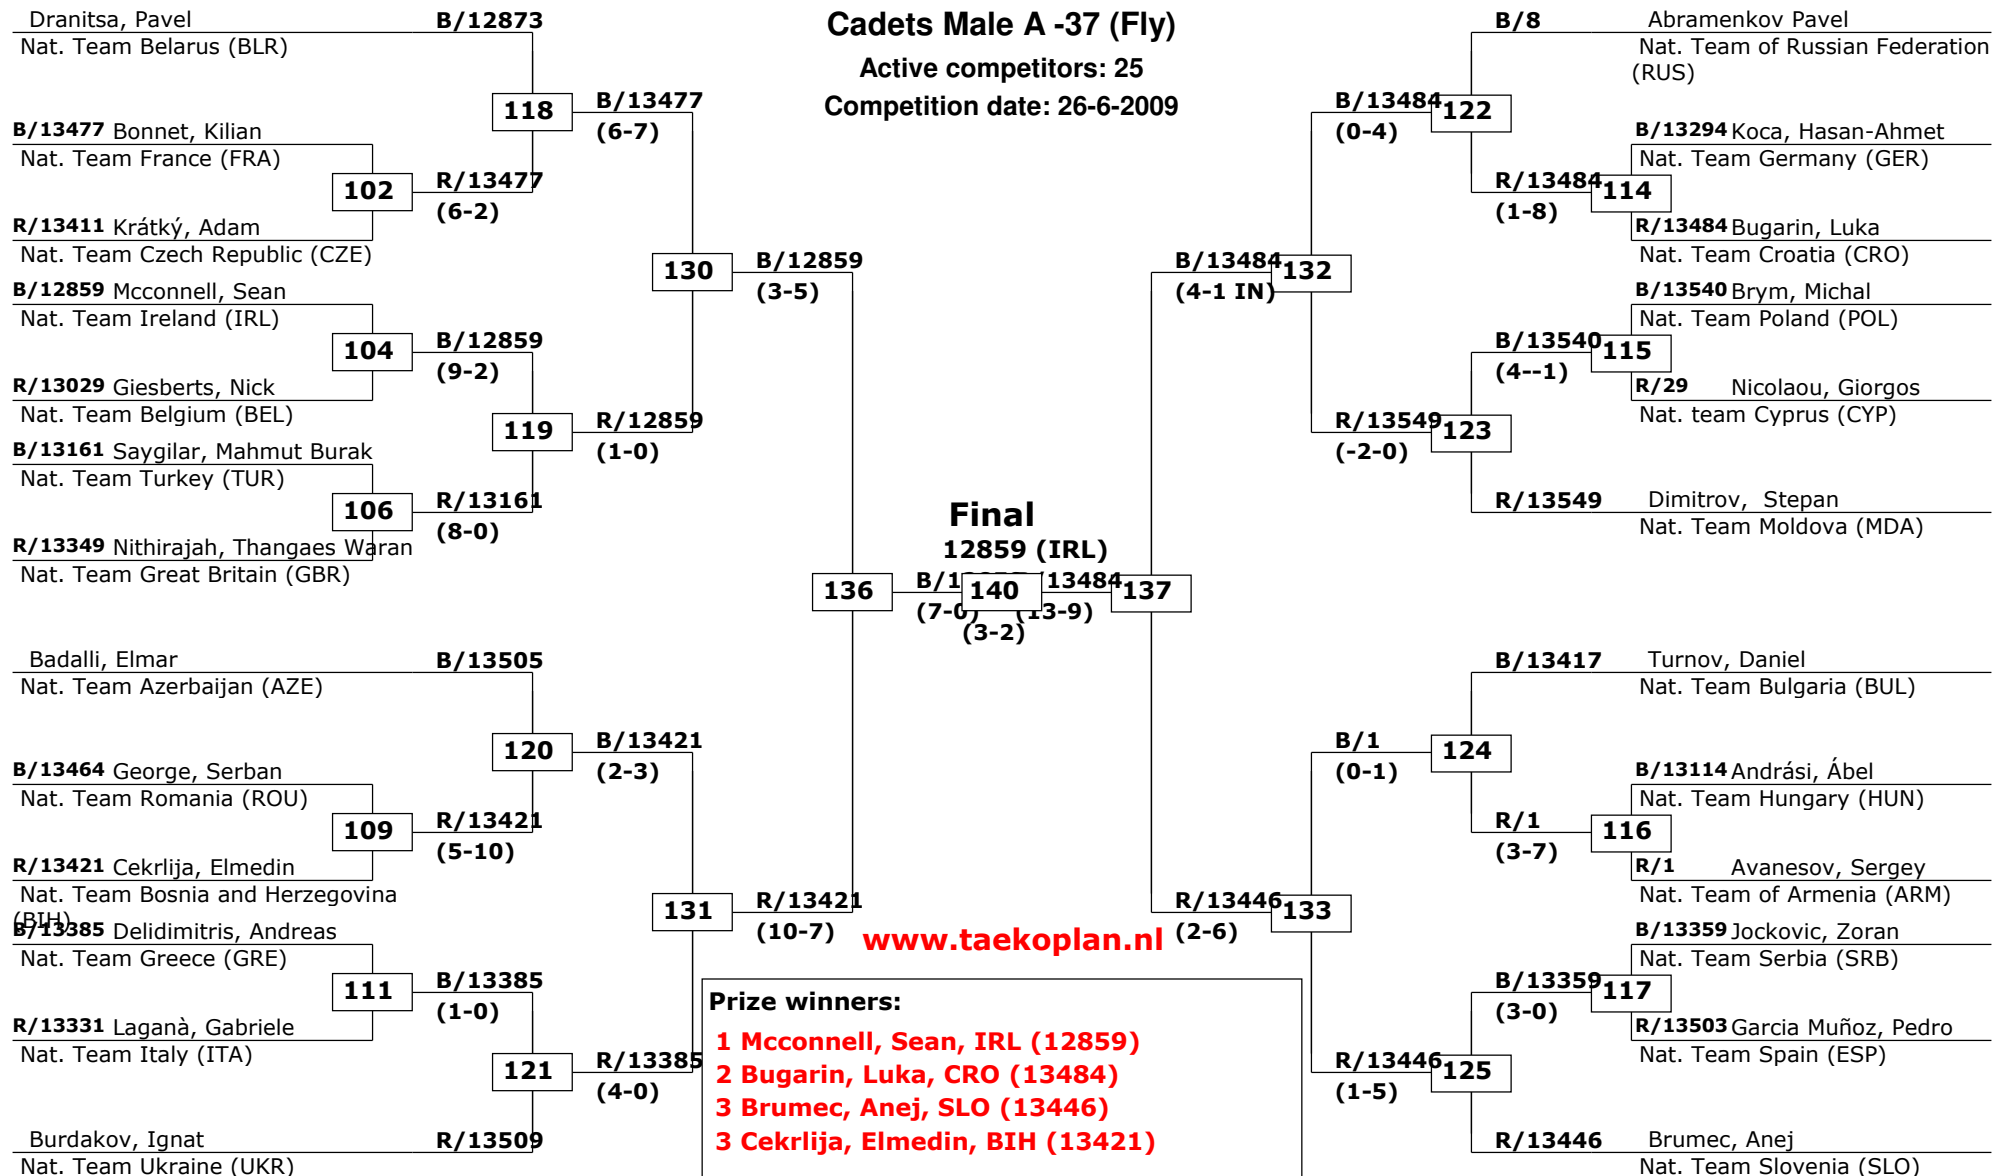 Cadets Male A -37 (Fly)
Active competitors: 25
Competition date: 26-6-2009
Dranitsa, Pavel B/12873
Nat. Team Belarus (BLR)
118
B/13477
(6-7)
B/13477 Bonnet, Kilian
Nat. Team France (FRA)
102
R/13477
(6-2)
R/13411 Krátký, Adam
Nat. Team Czech Republic (CZE)
130
B/12859
(3-5)
B/12859 Mcconnell, Sean
Nat. Team Ireland (IRL)
104
B/12859
(9-2)
R/13029 Giesberts, Nick
Nat. Team Belgium (BEL)
119
R/12859
(1-0)
B/13161 Saygilar, Mahmut Burak
Nat. Team Turkey (TUR)
106
R/13161
(8-0)
R/13349 Nithirajah, Thangaes Waran
Nat. Team Great Britain (GBR)
136
(7-0)
Badalli, Elmar B/13505
Nat. Team Azerbaijan (AZE)
120
B/13421
(2-3)
B/13464 George, Serban
Nat. Team Romania (ROU)
109
R/13421
(5-10)
R/13421 Cekrlija, Elmedin
Nat. Team Bosnia and Herzegovina
(BIH)
131
R/13421
(10-7)
B/13385 Delidimitris, Andreas
Nat. Team Greece (GRE)
111
B/13385
(1-0)
R/13331 Laganà, Gabriele
Nat. Team Italy (ITA)
121
R/13385
(4-0)
Burdakov, Ignat R/13509
Nat. Team Ukraine (UKR)
Final
12859 (IRL)
140
(3-2)
B/8 Abramenkov Pavel
Nat. Team of Russian Federation
(RUS)
B/13484
(0-4)
122
B/13294 Koca, Hasan-Ahmet
Nat. Team Germany (GER)
R/13484
(1-8)
114
R/13484 Bugarin, Luka
Nat. Team Croatia (CRO)
B/13484
(4-1 IN)
132
B/13540 Brym, Michal
Nat. Team Poland (POL)
B/13540
(4--1)
115
R/29 Nicolaou, Giorgos
Nat. team Cyprus (CYP)
R/13549
(-2-0)
123
R/13549 Dimitrov, Stepan
Nat. Team Moldova (MDA)
13484
(13-9)
137
B/13417 Turnov, Daniel
Nat. Team Bulgaria (BUL)
B/1
(0-1)
124
B/13114 Andrási, Ábel
Nat. Team Hungary (HUN)
R/1
(3-7)
116
R/1 Avanesov, Sergey
Nat. Team of Armenia (ARM)
R/13446
(2-6)
133
B/13359 Jockovic, Zoran
Nat. Team Serbia (SRB)
B/13359
(3-0)
117
R/13503 Garcia Muñoz, Pedro
Nat. Team Spain (ESP)
R/13446
(1-5)
125
R/13446 Brumec, Anej
Nat. Team Slovenia (SLO)
www.taekoplan.nl
Prize winners:
1 Mcconnell, Sean, IRL (12859)
2 Bugarin, Luka, CRO (13484)
3 Brumec, Anej, SLO (13446)
3 Cekrlija, Elmedin, BIH (13421)